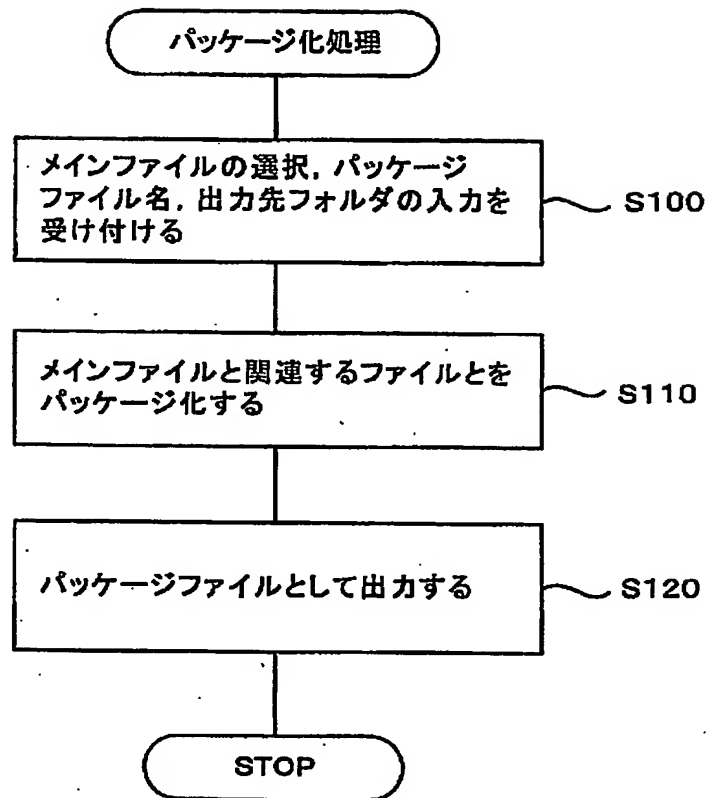 パッケージ化処理
メインファイルの選択，パッケージ
ファイル名，出力先フォルダの入力を
受け付ける
S100
メインファイルと関連するファイルとを
パッケージ化する
S110
パッケージファイルとして出力する
S120
STOP